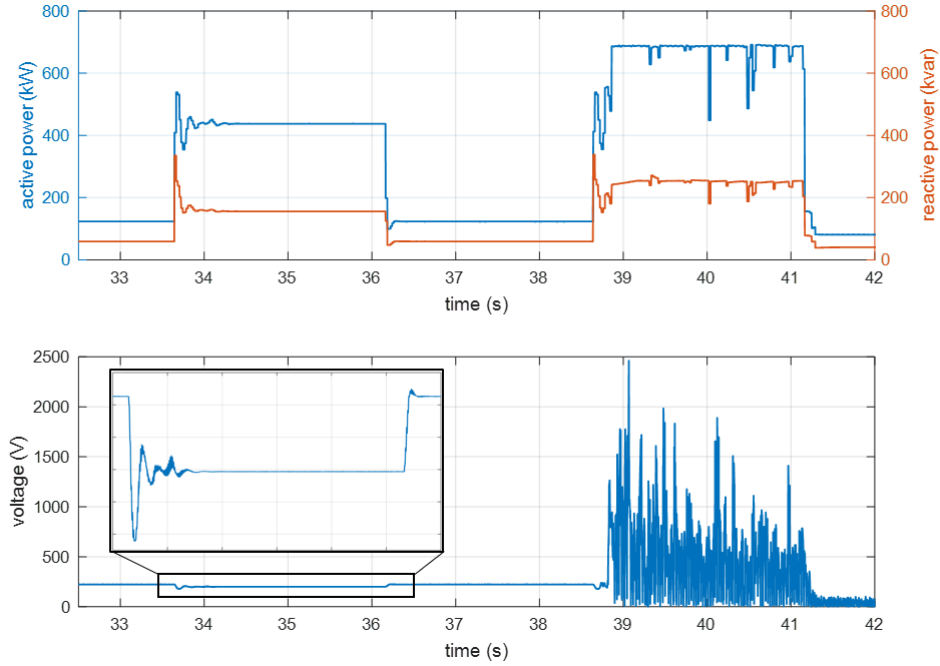 800
600
400
200
0
active power (kW)
800
600
400
200
0
reactive power (kvar)
33 34 35 36 37 38 39 40 41 42
time (s)
2500
2000
1500
1000
500
0
voltage (V)
33 34 35 36 37 38 39 40 41 42
time (s)